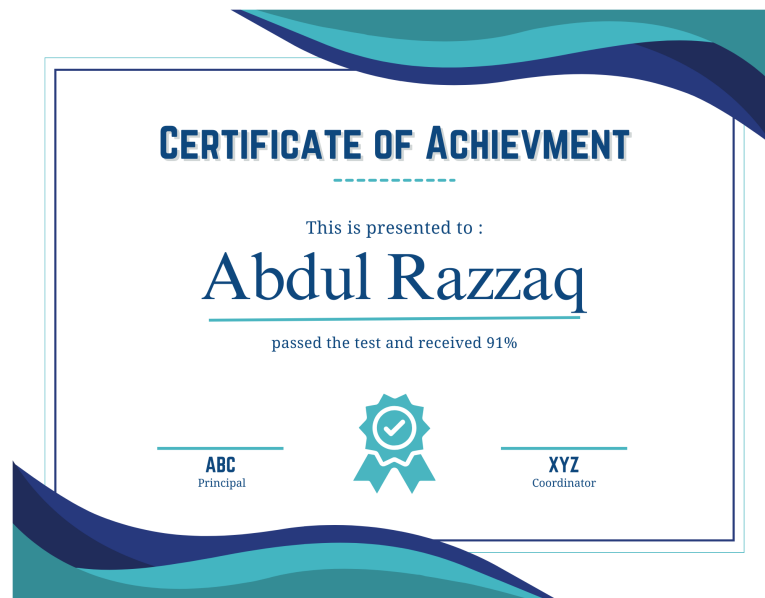 Certificate of Achievment
This is presented to :
Abdul Razzaq
passed the test and received 91%
ABC
Principal
XYZ
Coordinator